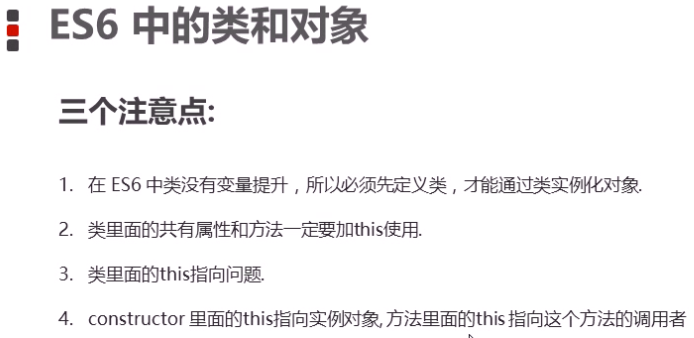 ES6 中的类和对象
三个注意点:
1. 在 ES6 中类没有变量提升，所以必须先定义类，才能通过类实例化对象.
2. 类里面的共有属性和方法一定要加this使用.
3. 类里面的this指向问题.
4. constructor 里面的this指向实例对象, 方法里面的this 指向这个方法的调用者